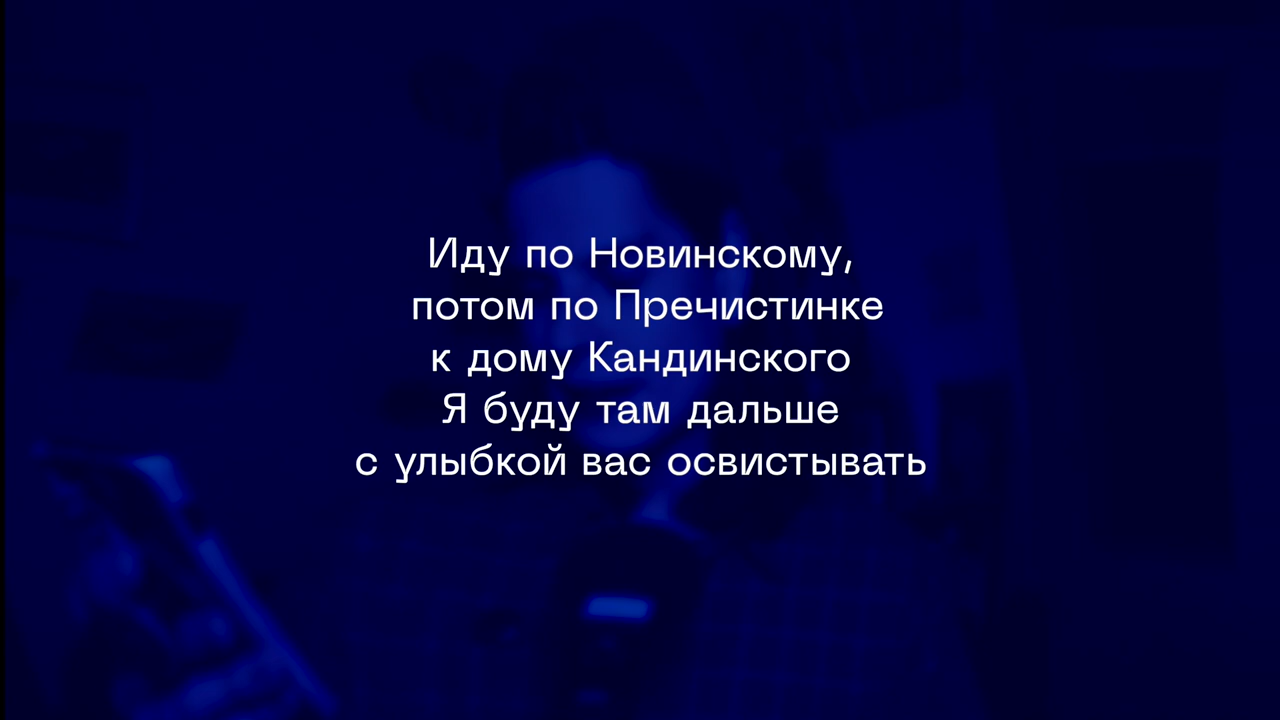 Иду по Новинскому,
потом по Пречистинке
к дому Кандинского
Я буду там дальше
с улыбкой вас освистывать